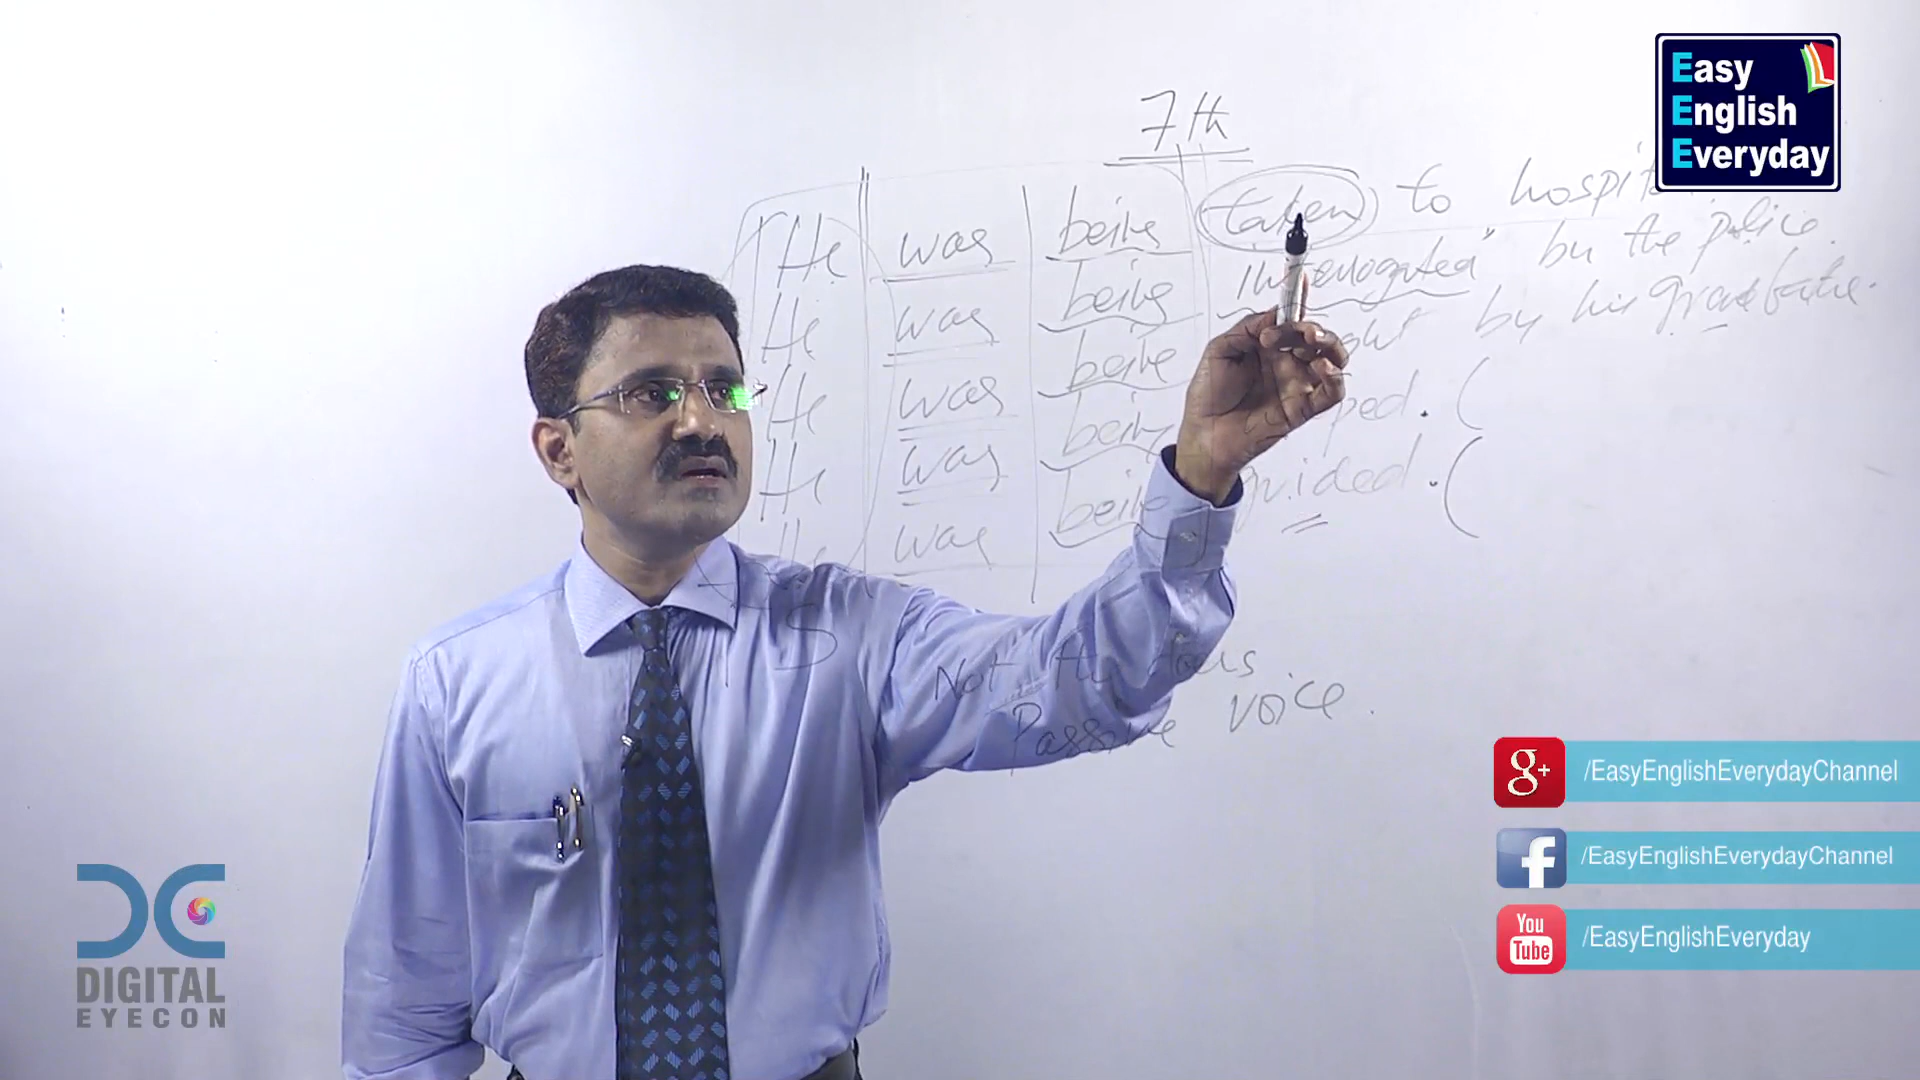 Easy
English
Everyday
7th
He was being taken to hospit
He was being interrogated by the police.
He was being by his grandfather.
He was being
He was being guided. (
S
Not the
Passive voice.
/EasyEnglishEverydayChannel
/EasyEnglishEverydayChannel
You
Tube
/EasyEnglishEveryday
DIGITAL
EYECON